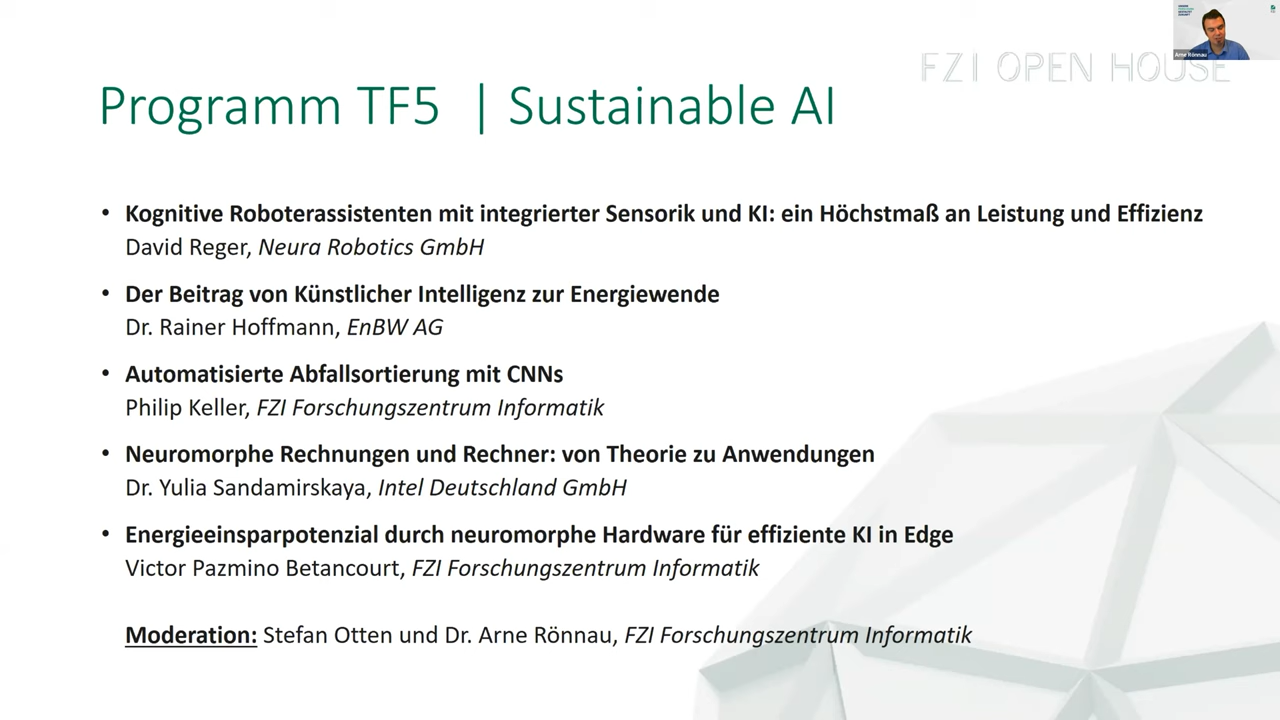 FZI OPEN HOUSE
Arne Rönnau
Programm TF5 | Sustainable AI
• Kognitive Roboterassistenten mit integrierter Sensorik und KI: ein Höchstmaß an Leistung und Effizienz
David Reger, Neura Robotics GmbH
• Der Beitrag von Künstlicher Intelligenz zur Energiewende
Dr. Rainer Hoffmann, EnBW AG
• Automatisierte Abfallsortierung mit CNNs
Philip Keller, FZI Forschungszentrum Informatik
• Neuromorphe Rechnungen und Rechner: von Theorie zu Anwendungen
Dr. Yulia Sandamirskaya, Intel Deutschland GmbH
• Energieeinsparpotenzial durch neuromorphe Hardware für effiziente KI in Edge
Victor Pazmino Betancourt, FZI Forschungszentrum Informatik
Moderation: Stefan Otten und Dr. Arne Rönnau, FZI Forschungszentrum Informatik